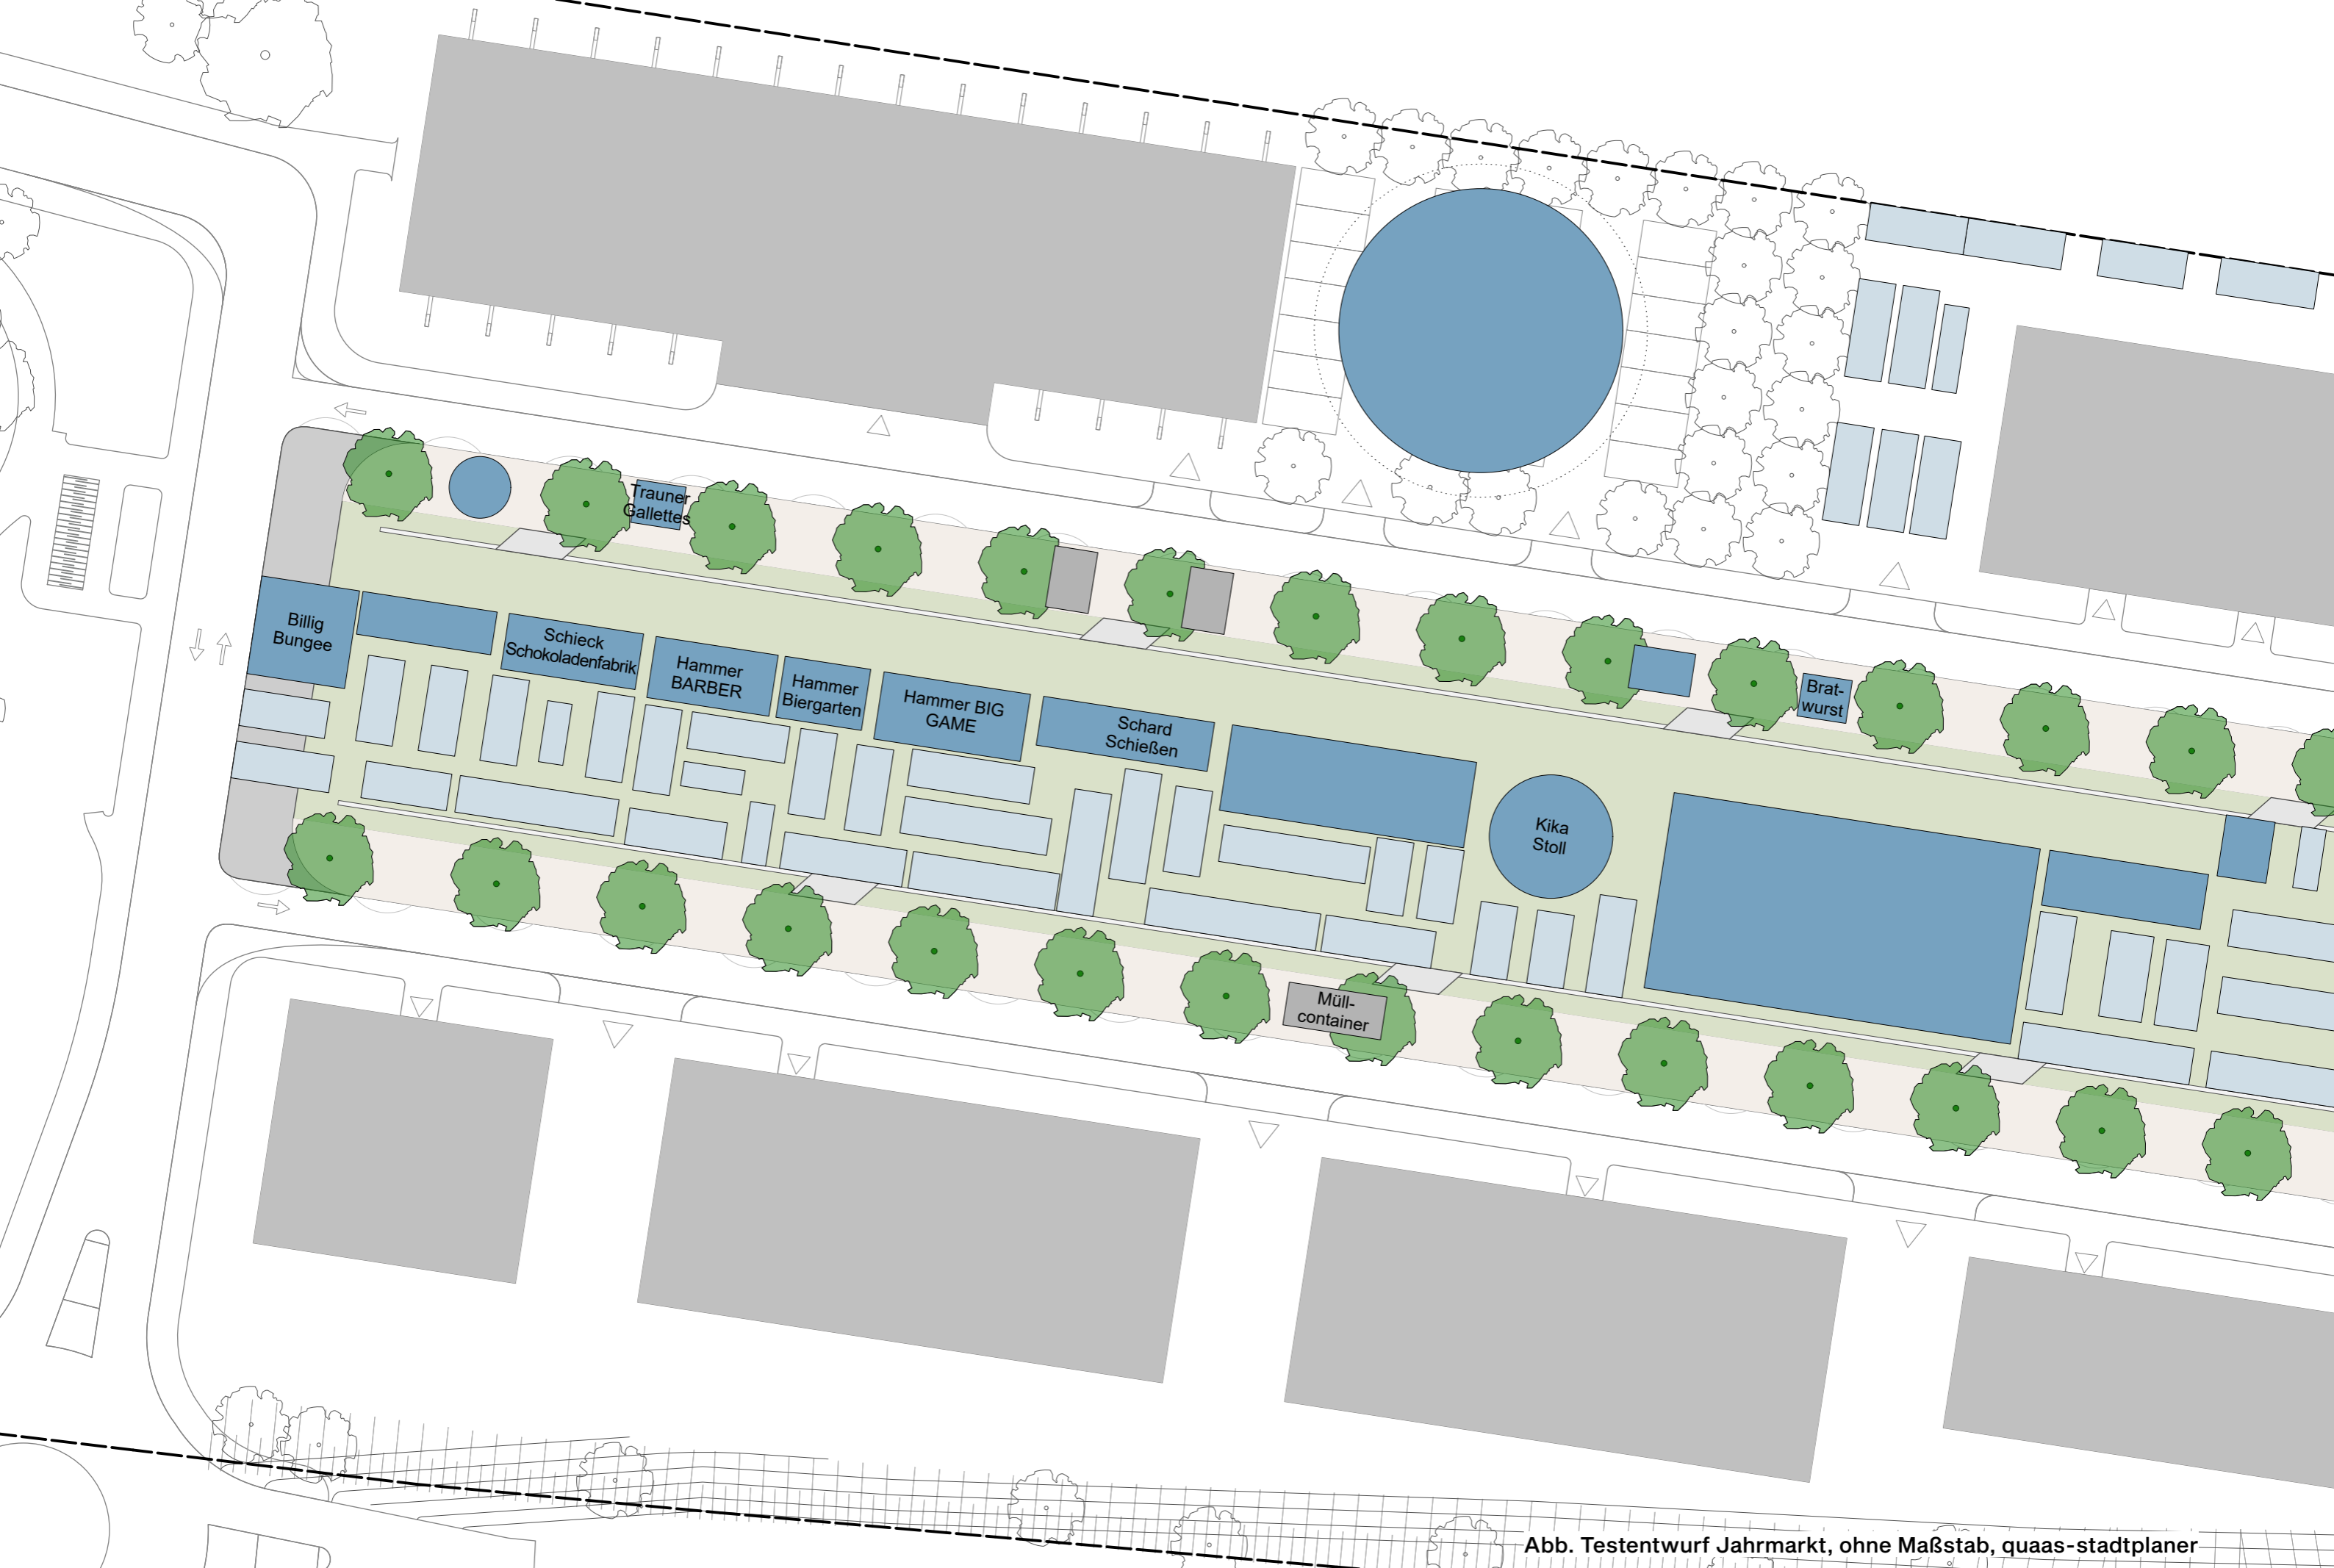 Trauner
Gallettes
Billig
Bungee
Schieck
Schokoladenfabrik
Hammer
BARBER
Hammer
Biergarten
Hammer BIG
GAME
Schard
Schießen
Brat-
wurst
Kika
Stoll
Müll-
container
Abb. Testentwurf Jahrmarkt, ohne Maßstab, quaas-stadtplaner